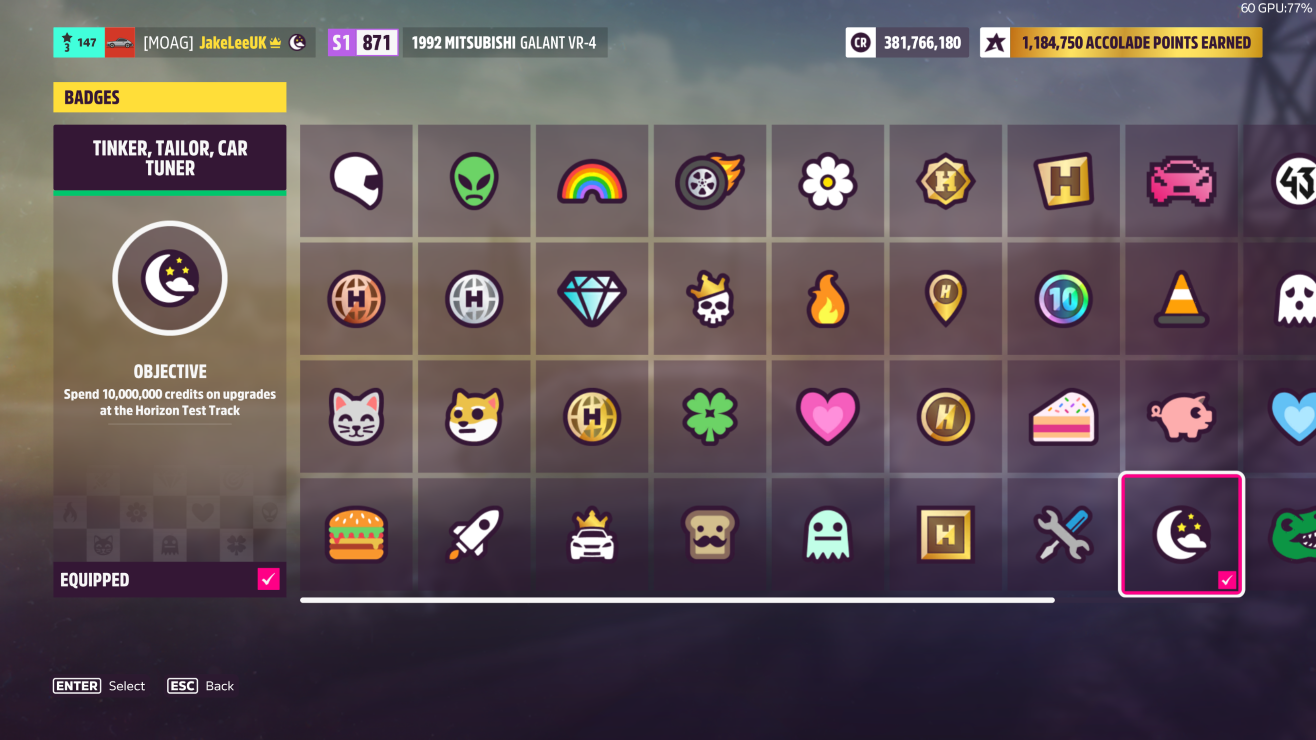 60 GPU:77%
3 147 [MOAG] JakeLeeUK S1 871 1992 MITSUBISHI GALANT VR-4 CR 381,766,180 1,184,750 ACCOLADE POINTS EARNED
BADGES
TINKER, TAILOR, CAR
TUNER
H H 43
H H 10
OBJECTIVE
Spend 10,000,000 credits on upgrades
at the Horizon Test Track
H H
H
EQUIPPED
ENTER Select ESC Back